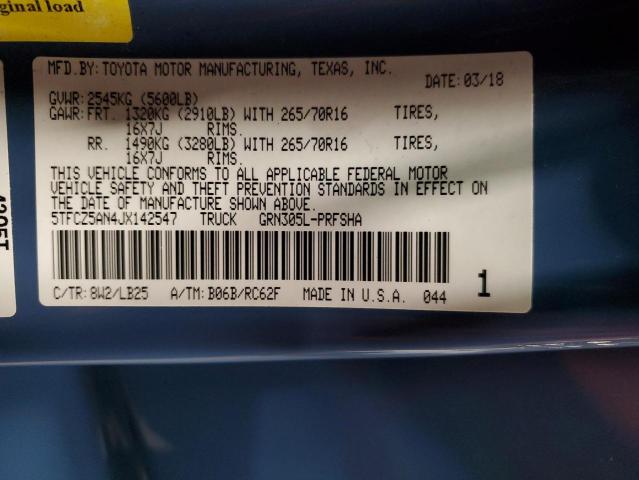 ginal load
MFD.BY: TOYOTA MOTOR MANUFACTURING, TEXAS, INC.
DATE: 03/18
GVWR: 2545KG (5600LB)
GAWR: FRT. 1320KG (2910LB) WITH 265/70R16 TIRES,
16X7J RIMS.
RR. 1490KG (3280LB) WITH 265/70R16 TIRES,
16X7J RIMS.
THIS VEHICLE CONFORMS TO ALL APPLICABLE FEDERAL MOTOR
VEHICLE SAFETY AND THEFT PREVENTION STANDARDS IN EFFECT ON
THE DATE OF MANUFACTURE SHOWN ABOVE.
5TFCZ5AN4JX142547 TRUCK GRN305L-PRFSHA
C/TR: 8W2/LB25 A/TM: B06B/RC62F MADE IN U.S.A. 044 1